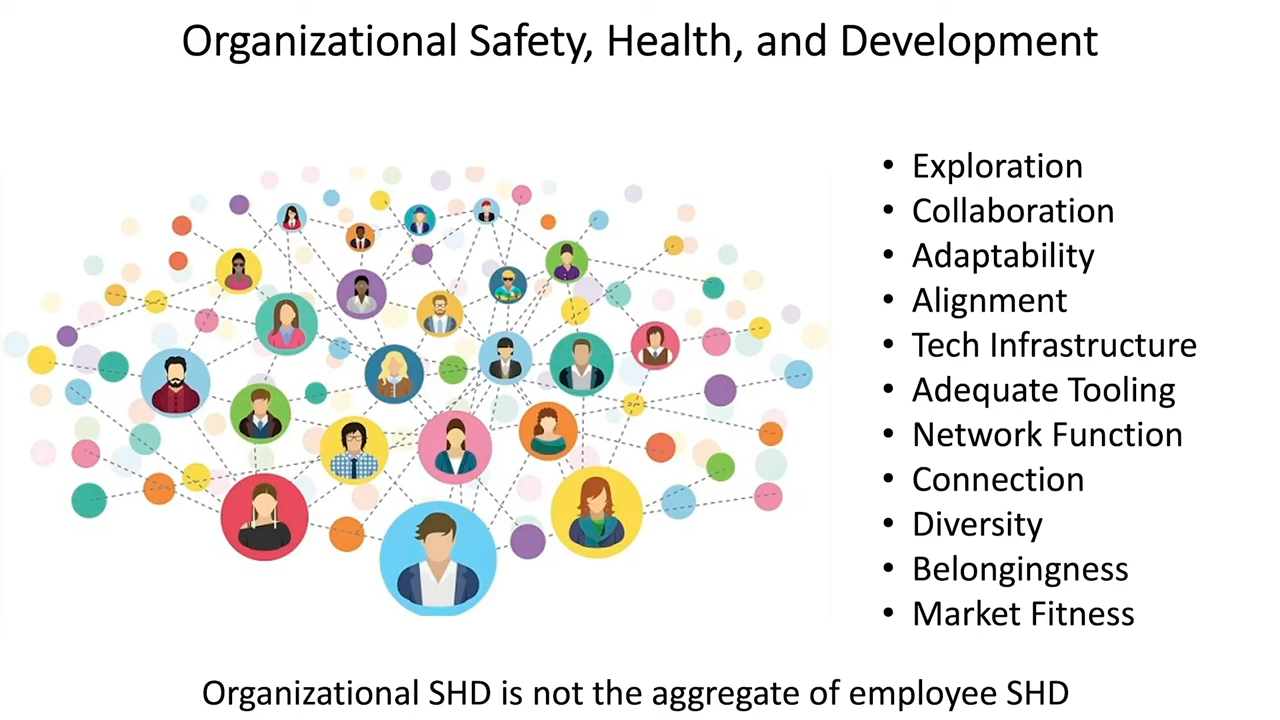 Organizational Safety, Health, and Development
• Exploration
• Collaboration
• Adaptability
• Alignment
• Tech Infrastructure
• Adequate Tooling
• Network Function
• Connection
• Diversity
• Belongingness
• Market Fitness
Organizational SHD is not the aggregate of employee SHD